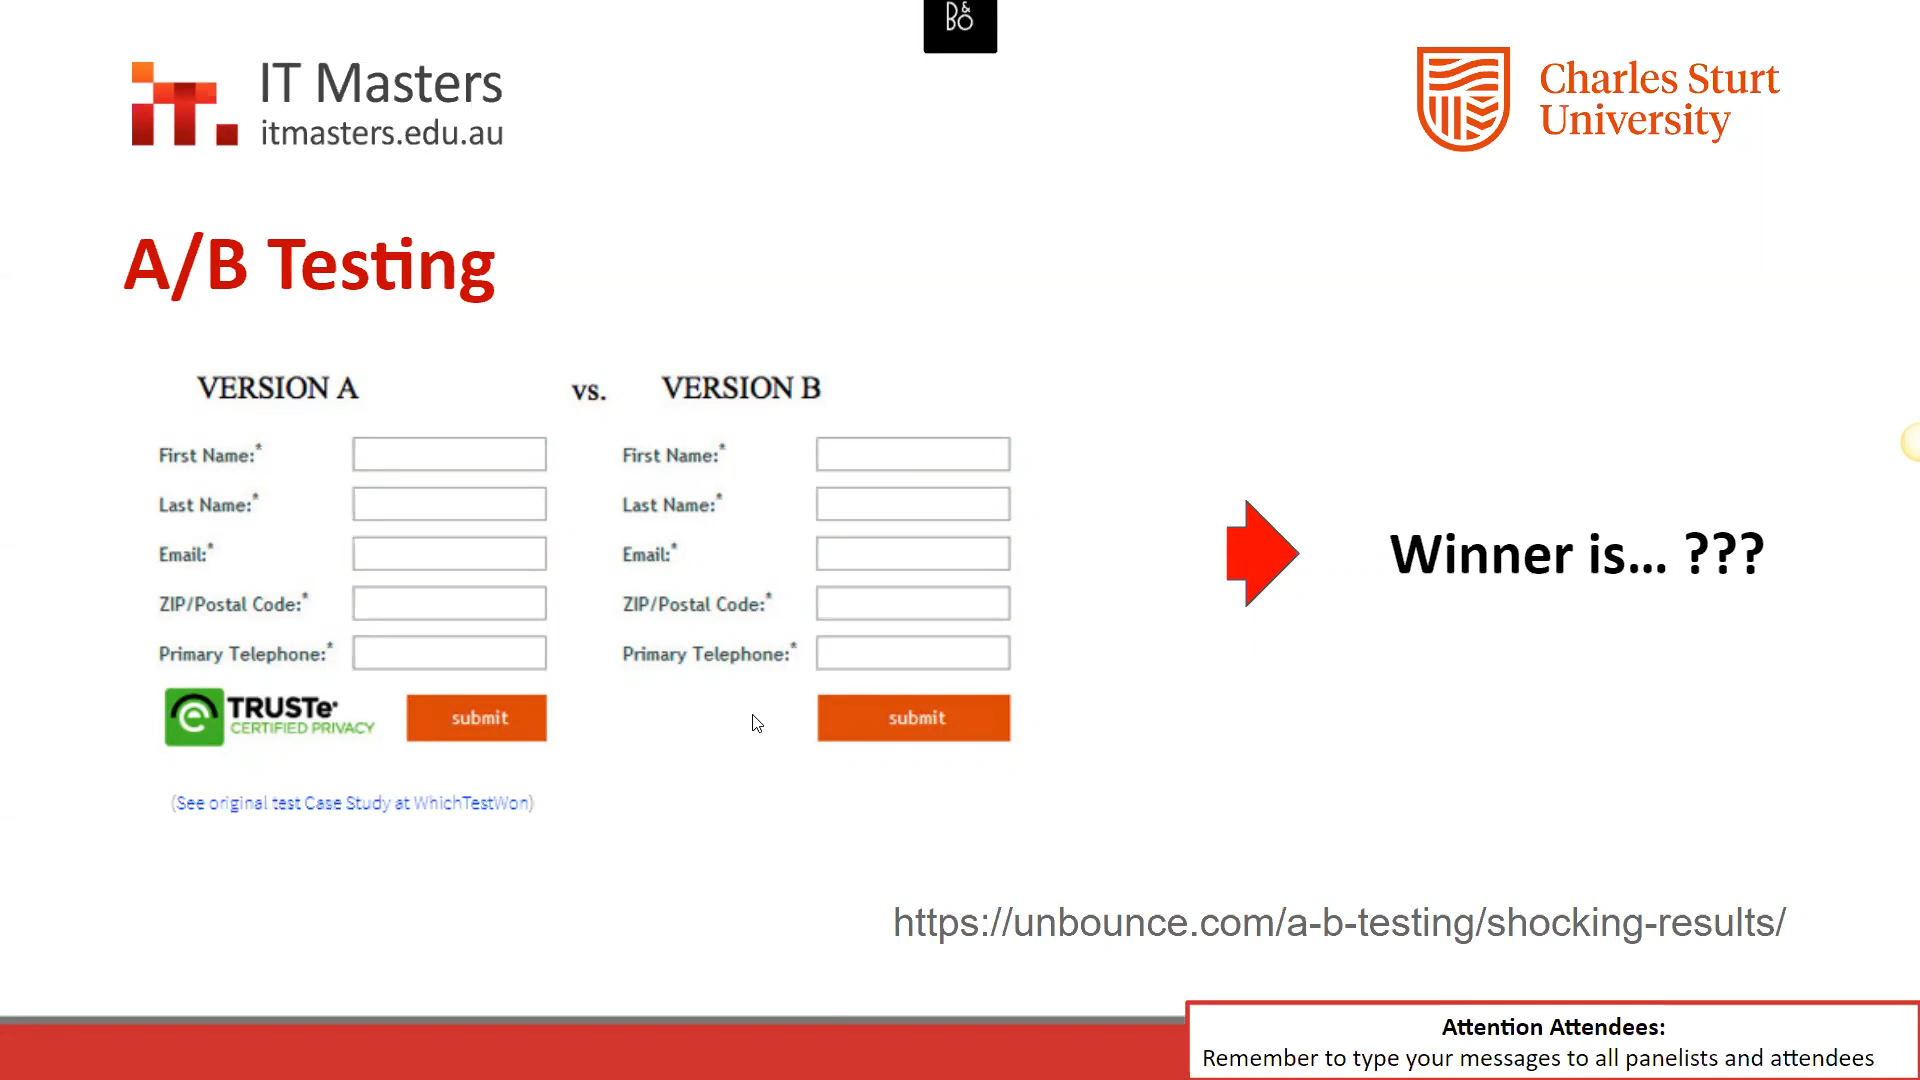 B&O
IT Masters
itmasters.edu.au
Charles Sturt
University
A/B Testing
VERSION A vs. VERSION B
First Name:*
Last Name:*
Email:*
ZIP/Postal Code:*
Primary Telephone:*
TRUSTe
CERTIFIED PRIVACY
submit
First Name:*
Last Name:*
Email:*
ZIP/Postal Code:*
Primary Telephone:*
submit
(See original test Case Study at WhichTestWon)
Winner is... ???
https://unbounce.com/a-b-testing/shocking-results/
Attention Attendees:
Remember to type your messages to all panelists and attendees